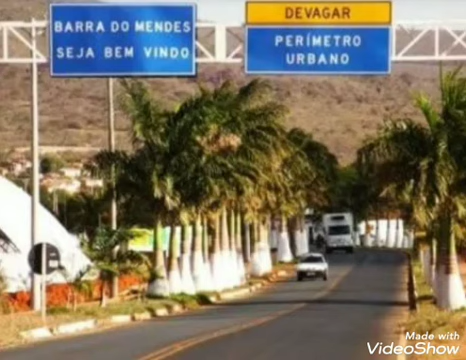 BARRA DO MENDES
SEJA BEM VINDO
DEVAGAR
PERÍMETRO
URBANO
Made with
VideoShow